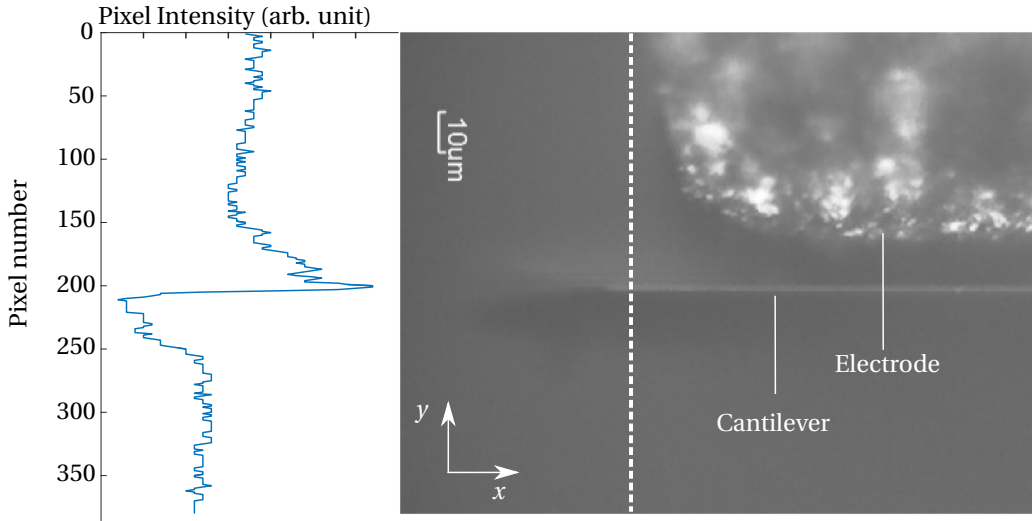 Pixel Intensity (arb. unit)
Pixel number
0
50
100
150
200
250
300
350
10um
Electrode
Cantilever
y
x